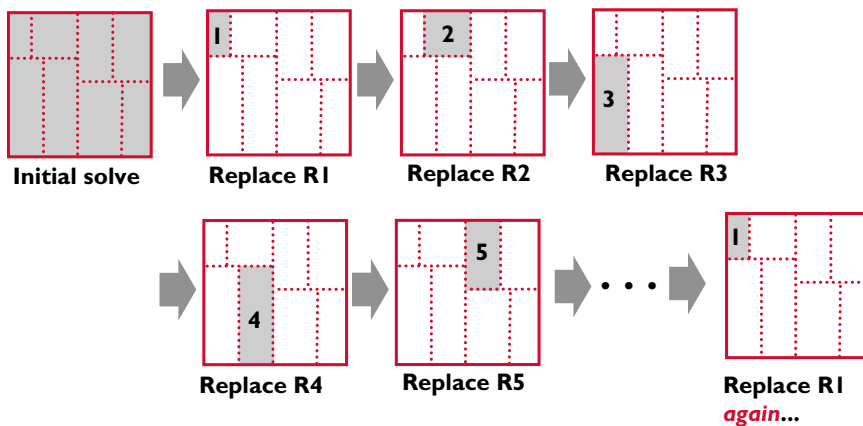 1 2 3
Initial solve Replace R1 Replace R2 Replace R3
4 5 • • • 1
Replace R4 Replace R5 Replace R1
again...